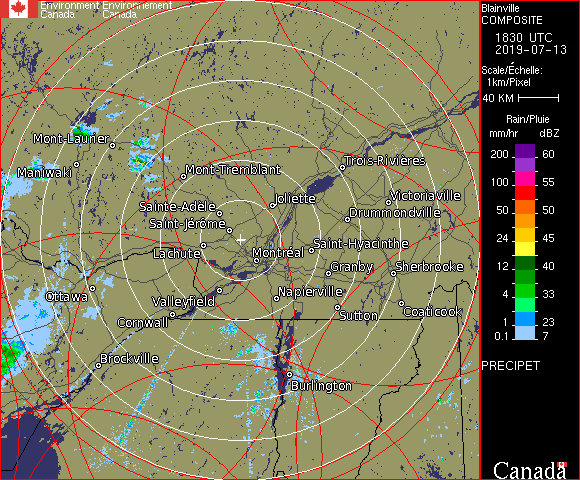 Environment Environnement
Canada Canada
Blainville
COMPOSITE
1830 UTC
2019-07-13
Scale/Échelle:
1km/Pixel
40 KM
Rain/Pluie
mm/hr dBZ
200 60
100 55
50 50
24 45
12 40
4 33
1 23
0.1 7
PRECIPET
Canada
Mont-Laurier
Maniwaki
Mont-Tremblant
Trois-Rivières
Sainte-Adèle
Joliette
Victoriaville
Drummondville
Saint-Jérôme
Lachute
Montréal
Saint-Hyacinthe
Granby
Sherbrooke
Ottawa
Valleyfield
Napierville
Cornwall
Sutton
Coaticook
Brockville
Burlington